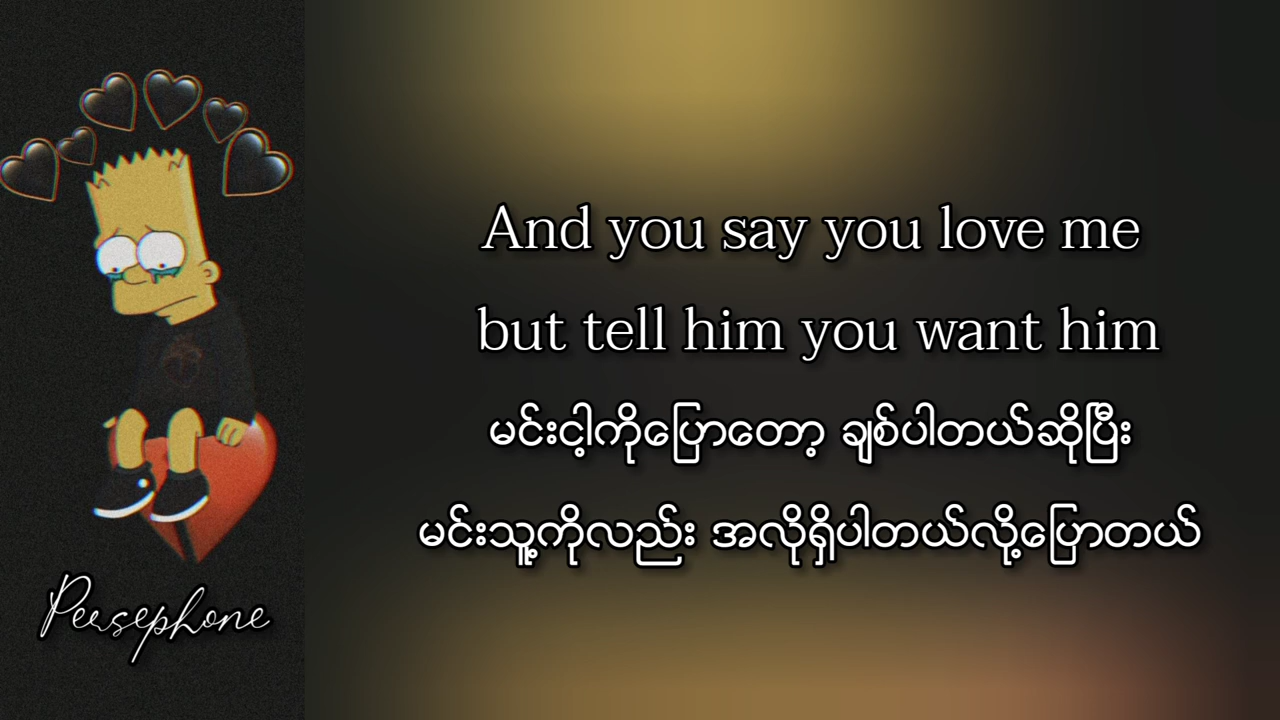 And you say you love me
but tell him you want him
မင်းငါ့ကိုပြောတော့ ချစ်ပါတယ်ဆိုပြီး
မင်းသူ့ကိုလည်း အလိုရှိပါတယ်လို့ပြောတယ်
Persephone